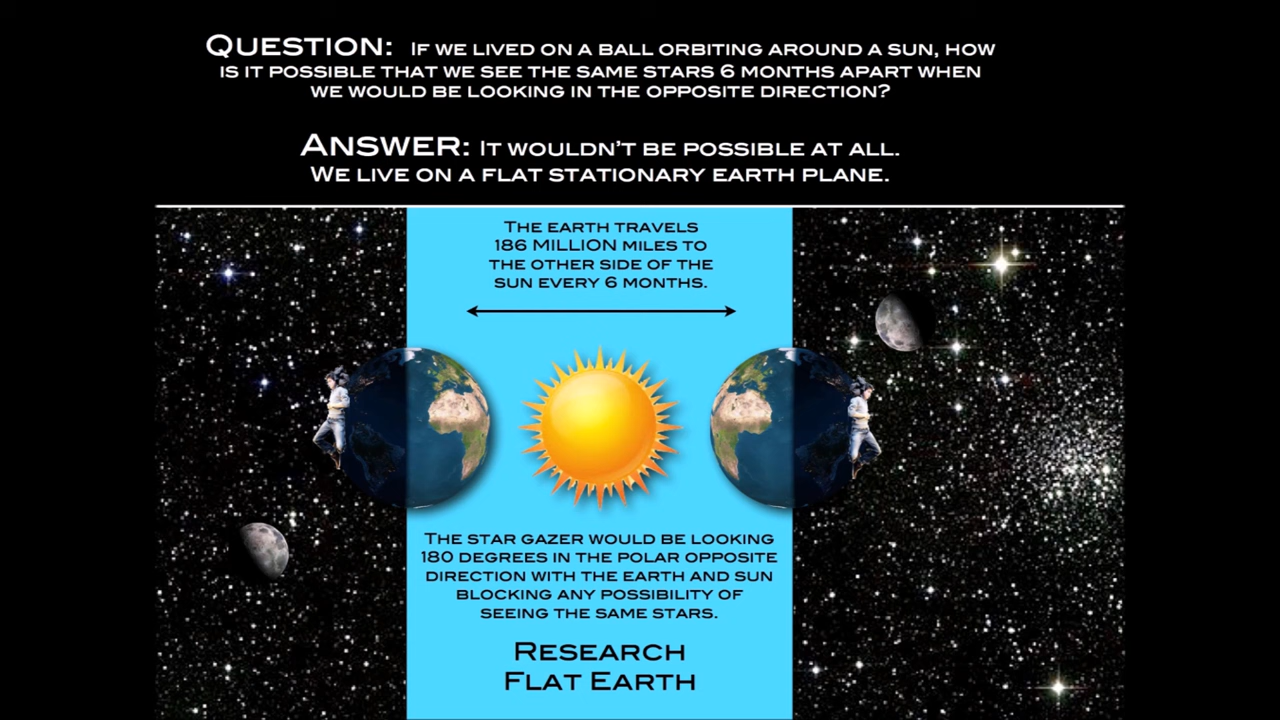 QUESTION: IF WE LIVED ON A BALL ORBITING AROUND A SUN, HOW
IS IT POSSIBLE THAT WE SEE THE SAME STARS 6 MONTHS APART WHEN
WE WOULD BE LOOKING IN THE OPPOSITE DIRECTION?
ANSWER: IT WOULDN'T BE POSSIBLE AT ALL.
WE LIVE ON A FLAT STATIONARY EARTH PLANE.
THE EARTH TRAVELS
186 MILLION MILES TO
THE OTHER SIDE OF THE
SUN EVERY 6 MONTHS.
THE STAR GAZER WOULD BE LOOKING
180 DEGREES IN THE POLAR OPPOSITE
DIRECTION WITH THE EARTH AND SUN
BLOCKING ANY POSSIBILITY OF
SEEING THE SAME STARS.
RESEARCH
FLAT EARTH